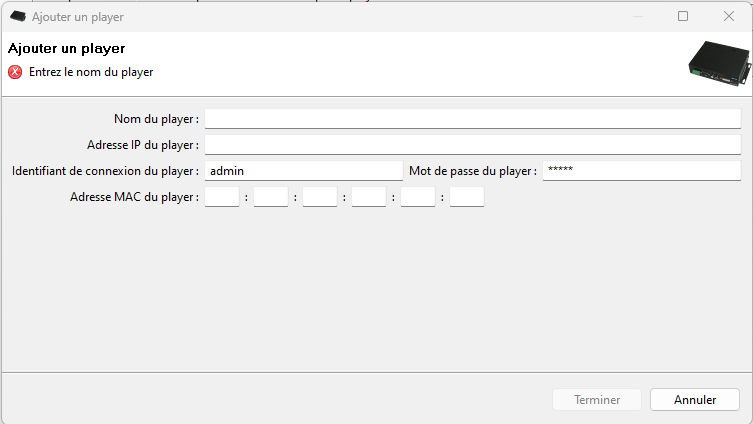 Ajouter un player
Ajouter un player
Entrez le nom du player
Nom du player :
Adresse IP du player :
Identifiant de connexion du player : admin Mot de passe du player : *****
Adresse MAC du player : : : : : :
Terminer Annuler